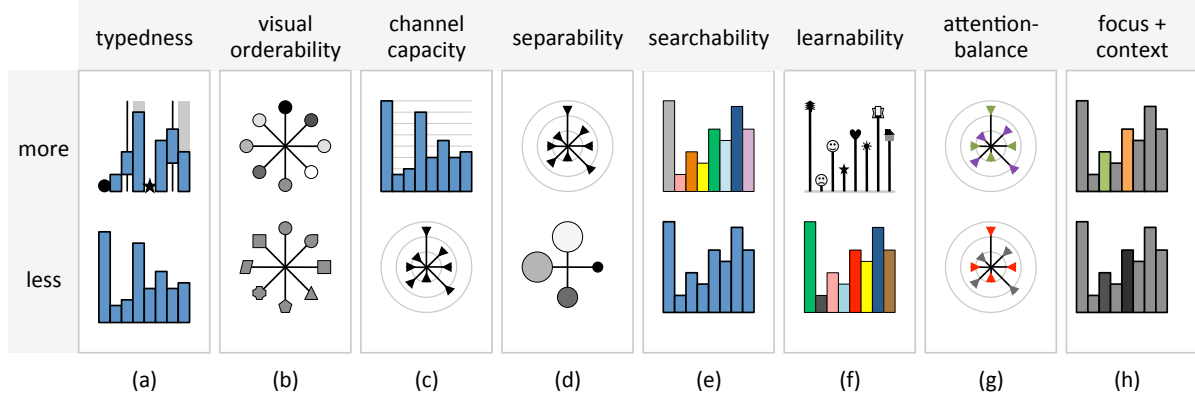 typedness
visual
orderability
channel
capacity
separability
searchability
learnability
attention-
balance
focus +
context
more
less
(a)
(b)
(c)
(d)
(e)
(f)
(g)
(h)